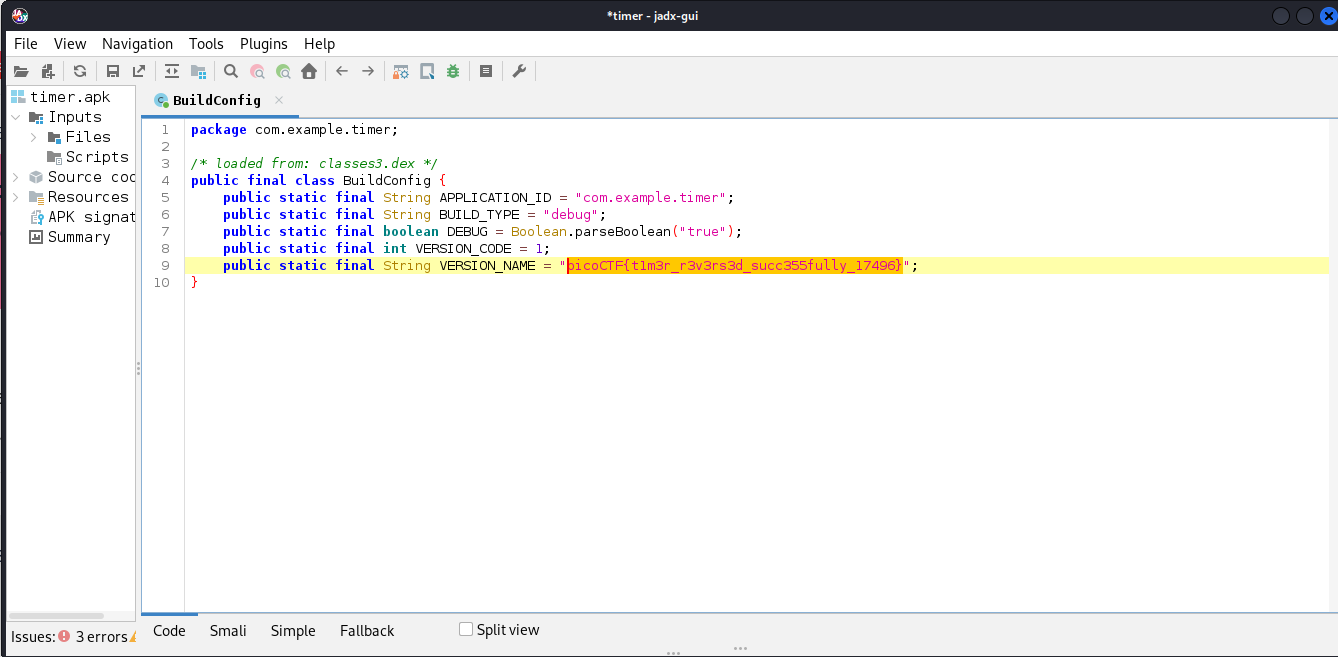 *timer - jadx-gui
File View Navigation Tools Plugins Help
timer.apk
Inputs
Files
Scripts
Source coc
Resources
APK signat
Summary
BuildConfig
1 package com.example.timer;
2
3 /* loaded from: classes3.dex */
4 public final class BuildConfig {
5 public static final String APPLICATION_ID = "com.example.timer";
6 public static final String BUILD_TYPE = "debug";
7 public static final boolean DEBUG = Boolean.parseBoolean("true");
8 public static final int VERSION_CODE = 1;
9 public static final String VERSION_NAME = "picoCTF{t1m3r_r3v3rs3d_succ355fully_17496}";
10 }
Issues: 3 errors
Code Smali Simple Fallback Split view